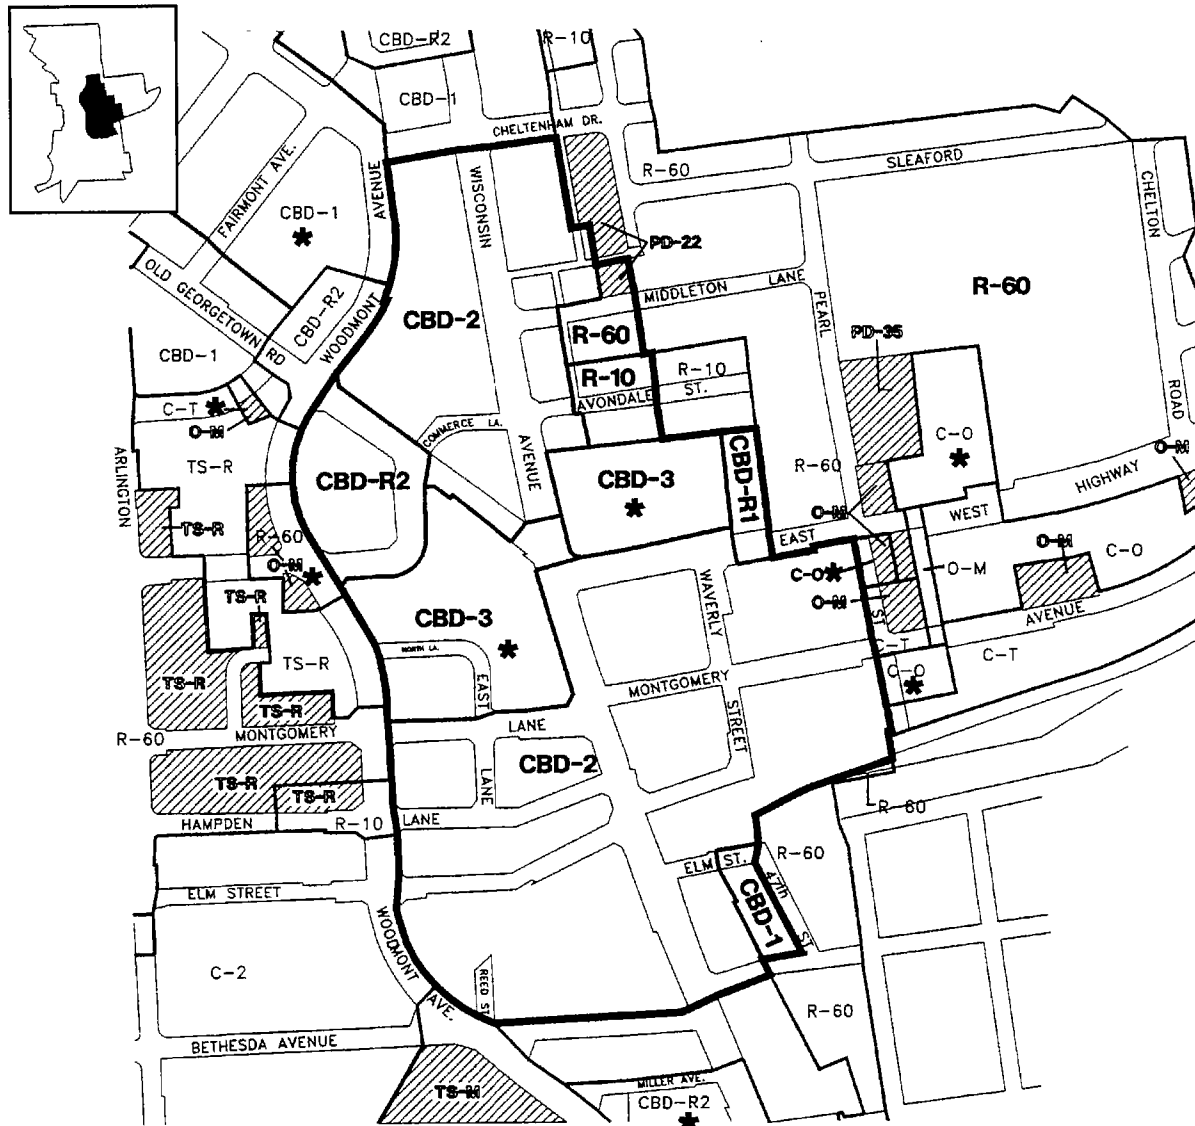 CBD-R2
R-10
CBD-1
CHELTENHAM DR.
FAIRMONT AVE.
AVENUE
WISCONSIN
R-60
SLEAFORD
CHELTON
CBD-1
*
PD-22
OLD GEORGETOWN RD
CBD-R2
WOODMONT
MIDDLETON LANE
R-60
CBD-2
PEARL
PD-35
R-60
CBD-1
R-10
R-10
AVONDALE ST.
ROAD
C-T *
O-M
COMMERCE LA.
C-O
*
O-M
ARLINGTON
TS-R
AVENUE
CBD-R1
R-60
HIGHWAY
CBD-R2
CBD-3
*
TS-R
O-M
WEST
EAST
R-60
O-M
*
O-M
C-O
C-O *
O-M
O-M
TS-R
WAVERLY
ST
AVENUE
CBD-3
*
NORTH LA.
C-T
C-T
TS-R
TS-R
EAST
MONTGOMERY
C-O
*
TS-R
MONTGOMERY
LANE
STREET
R-60
CBD-2
LANE
TS-R
TS-R
R-60
HAMPDEN
R-10
LANE
ELM ST.
R-60
47th ST.
ELM STREET
CBD-1
WOODMONT AVE.
C-2
REED ST.
R-60
BETHESDA AVENUE
TS-M
MILLER AVE.
CBD-R2
*